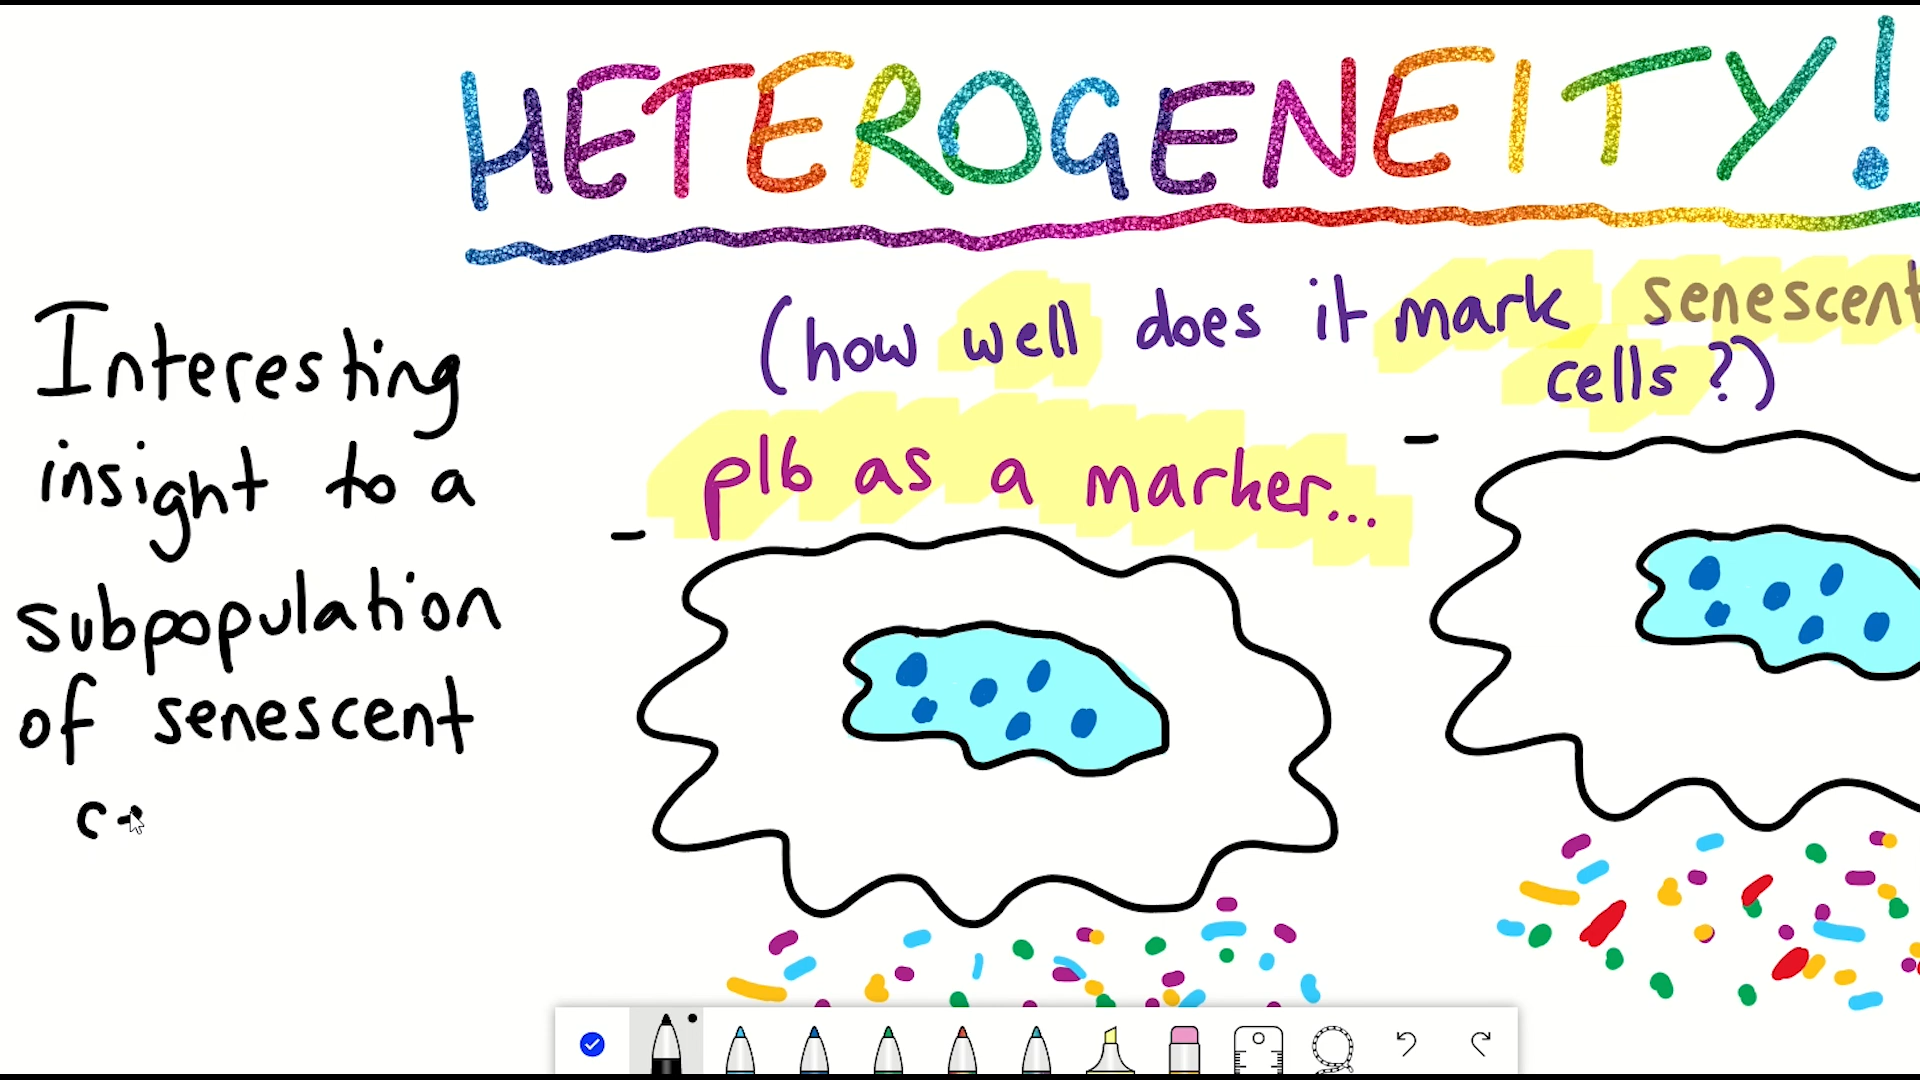 HETEROGENEITY!
(how well does it mark senescent
cells?)
p16 as a marker...
Interesting
insight to a
subpopulation
of senescent